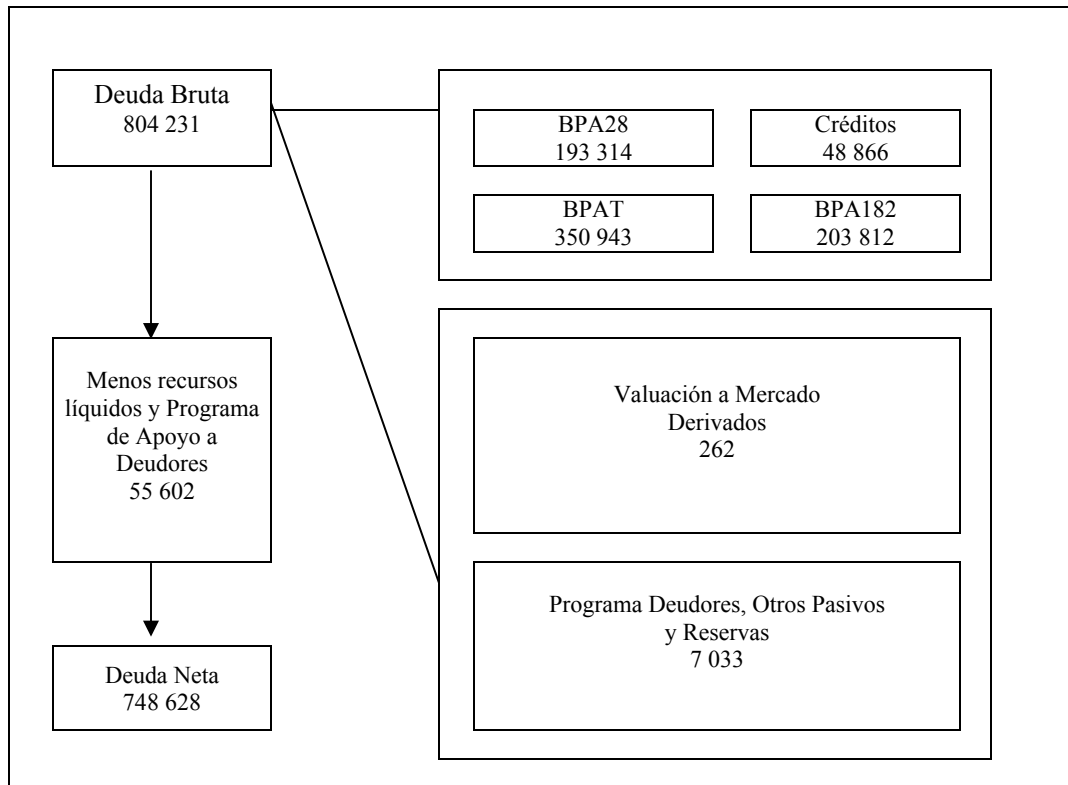 Deuda Bruta
804 231
BPA28
193 314
Créditos
48 866
BPAT
350 943
BPA182
203 812
Menos recursos
líquidos y Programa
de Apoyo a
Deudores
55 602
Valuación a Mercado
Derivados
262
Programa Deudores, Otros Pasivos
y Reservas
7 033
Deuda Neta
748 628